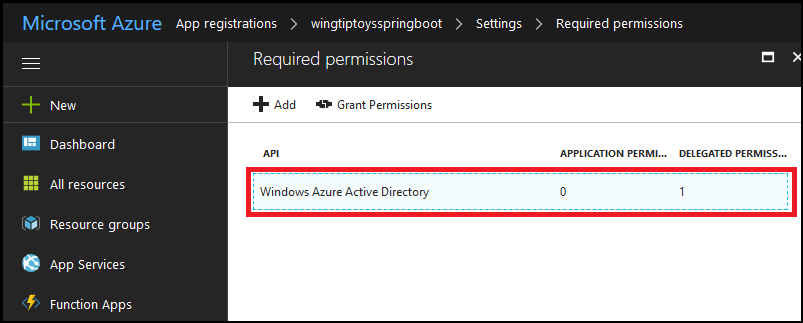 Microsoft Azure App registrations > wingtiptoysspringboot > Settings > Required permissions
Required permissions
New
Add Grant Permissions
Dashboard
API APPLICATION PERMI... DELEGATED PERMISS...
All resources
Windows Azure Active Directory 0 1
Resource groups
App Services
Function Apps